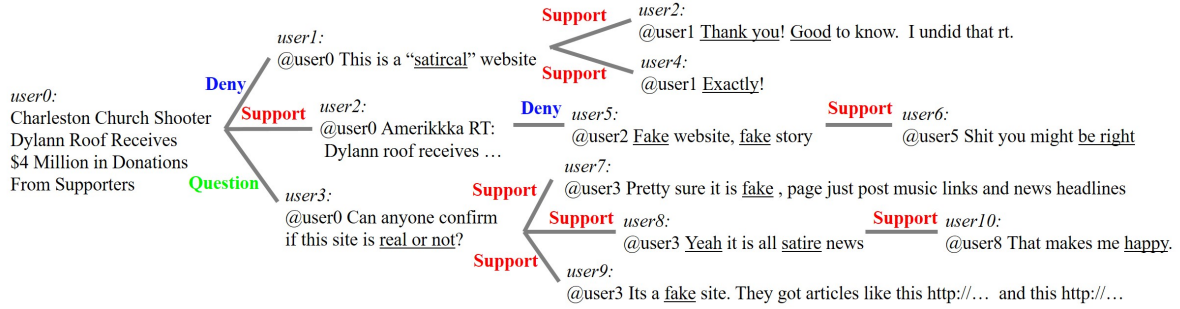 user0:
Charleston Church Shooter
Dylann Roof Receives
$4 Million in Donations
From Supporters
Deny
user1:
@user0 This is a “satircal” website
Support
user2:
@user1 Thank you! Good to know. I undid that rt.
Support
user4:
@user1 Exactly!
Support
user2:
@user0 Amerikkka RT:
Dylann roof receives …
Deny
user5:
@user2 Fake website, fake story
Support
user6:
@user5 Shit you might be right
Question
user3:
@user0 Can anyone confirm
if this site is real or not?
Support
user7:
@user3 Pretty sure it is fake , page just post music links and news headlines
Support
user8:
@user3 Yeah it is all satire news
Support
user10:
@user8 That makes me happy.
Support
user9:
@user3 Its a fake site. They got articles like this http://… and this http://…